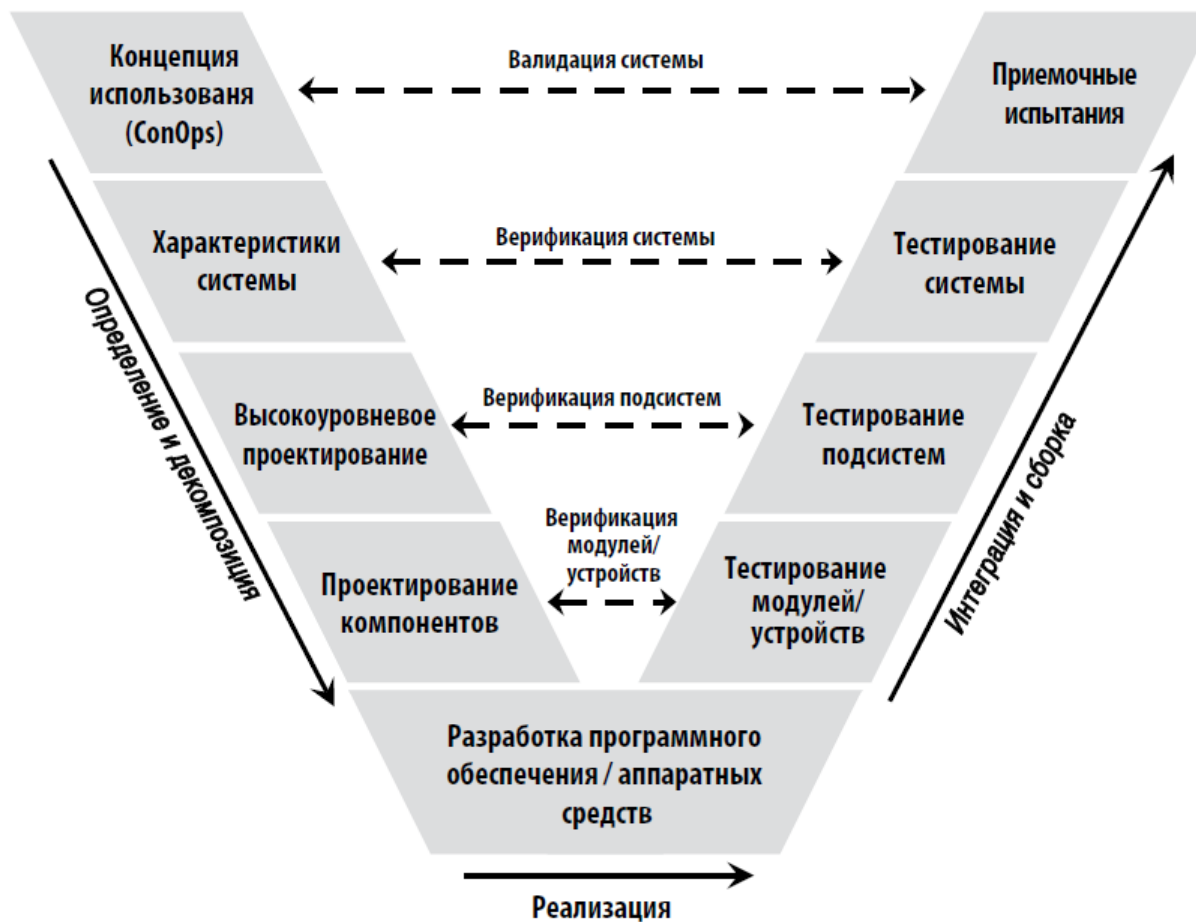 Концепция
использованя
(ConOps)
Валидация системы
Приемочные
испытания
Характеристики
системы
Верификация системы
Тестирование
системы
Определение и декомпозиция
Высокоуровневое
проектирование
Верификация подсистем
Тестирование
подсистем
Интеграция и сборка
Проектирование
компонентов
Верификация
модулей/
устройств
Тестирование
модулей/
устройств
Разработка программного
обеспечения / аппаратных
средств
Реализация